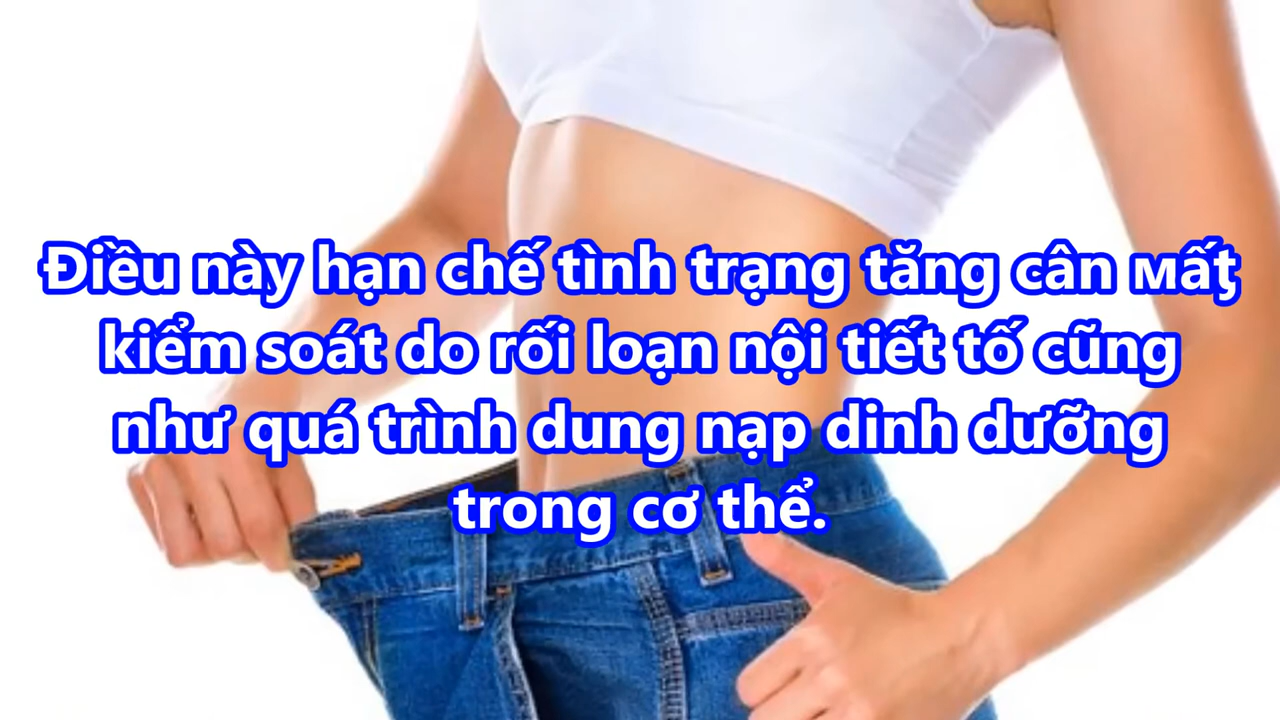 Điều này hạn chế tình trạng tăng cân мấţ
kiểm soát do rối loạn nội tiết tố cũng
như quá trình dung nạp dinh dưỡng
trong cơ thể.